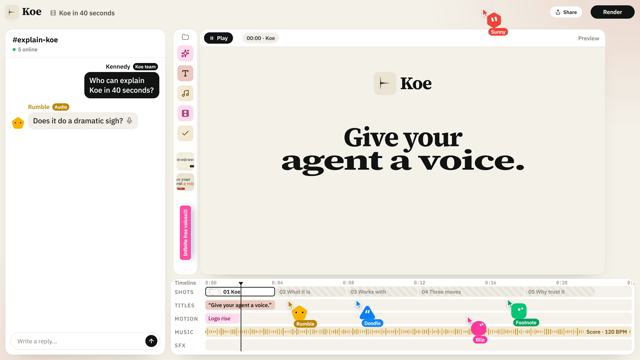 Koe
Koe in 40 seconds
Sunny
Share
Render
#explain-koe
5 online
Kennedy Koe team
Who can explain
Koe in 40 seconds?
Rumble Audio
Does it do a dramatic sigh?
Write a reply...
T
Infinite free voices!!!
Play
00:00 · Koe
Preview
Koe
Give your
agent a voice.
Timeline
0:00
0:04
0:08
0:12
0:16
0:20
SHOTS
01 Koe
02 What it is
03 Works with
04 Three moves
05 Why trust it
TITLES
"Give your agent a voice."
MOTION
Logo rise
MUSIC
Score · 120 BPM
SFX
Rumble
Doodle
Blip
Footnote